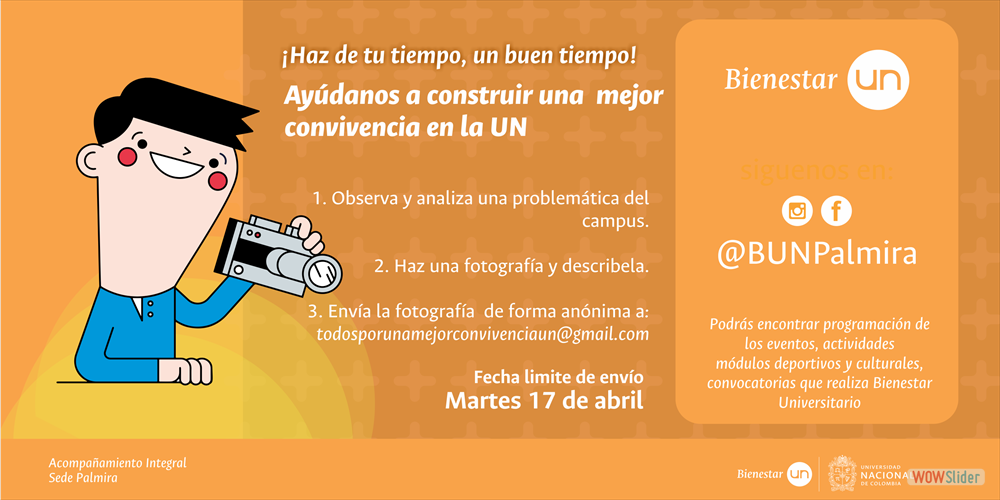 ¡Haz de tu tiempo, un buen tiempo!
Ayúdanos a construir una mejor
convivencia en la UN
1. Observa y analiza una problemática del
campus.
2. Haz una fotografía y describela.
3. Envía la fotografía de forma anónima a:
todosporunamejorconvivenciaun@gmail.com
Fecha limite de envío
Martes 17 de abril
Bienestar un
síguenos en:
@BUNPalmira
Podrás encontrar programación de
los eventos, actividades
módulos deportivos y culturales,
convocatorias que realiza Bienestar
Universitario
Acompañamiento Integral
Sede Palmira
Bienestar un
UNIVERSIDAD
NACIONA
DE COLOMBIA
WOWSlider